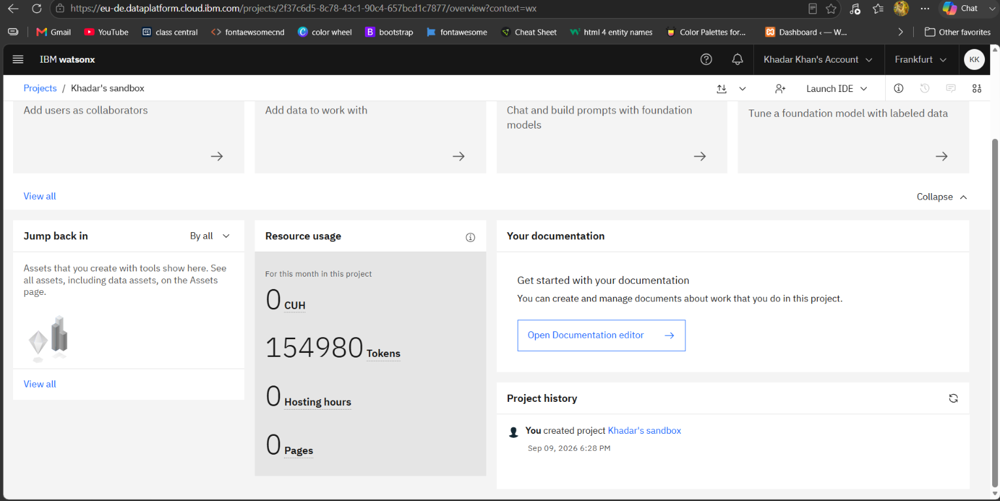 https://eu-de.dataplatform.cloud.ibm.com/projects/2f37c6d5-8c78-43c1-90c4-657bcd1c7877/overview?context=wx
Chat
Gmail
YouTube
CC
class central
<> fontaewsomecnd
C
color wheel
B
bootstrap
fontawesome
Cheat Sheet
html 4 entity names
Color Palettes for...
Dashboard ‹ — W...
Other favorites
IBM watsonx
Khadar Khan's Account
Frankfurt
KK
Projects / Khadar's sandbox
Launch IDE
Add users as collaborators
Add data to work with
Chat and build prompts with foundation
models
Tune a foundation model with labeled data
View all
Collapse
Jump back in
By all
Assets that you create with tools show here. See
all assets, including data assets, on the Assets
page.
View all
Resource usage
For this month in this project
0 CUH
154980 Tokens
0 Hosting hours
0 Pages
Your documentation
Get started with your documentation
You can create and manage documents about work that you do in this project.
Open Documentation editor
Project history
You created project Khadar's sandbox
Sep 09, 2026 6:28 PM